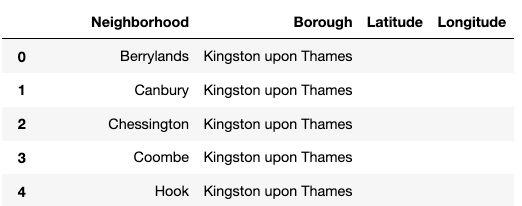 Neighborhood Borough Latitude Longitude
0 Berrylands Kingston upon Thames
1 Canbury Kingston upon Thames
2 Chessington Kingston upon Thames
3 Coombe Kingston upon Thames
4 Hook Kingston upon Thames